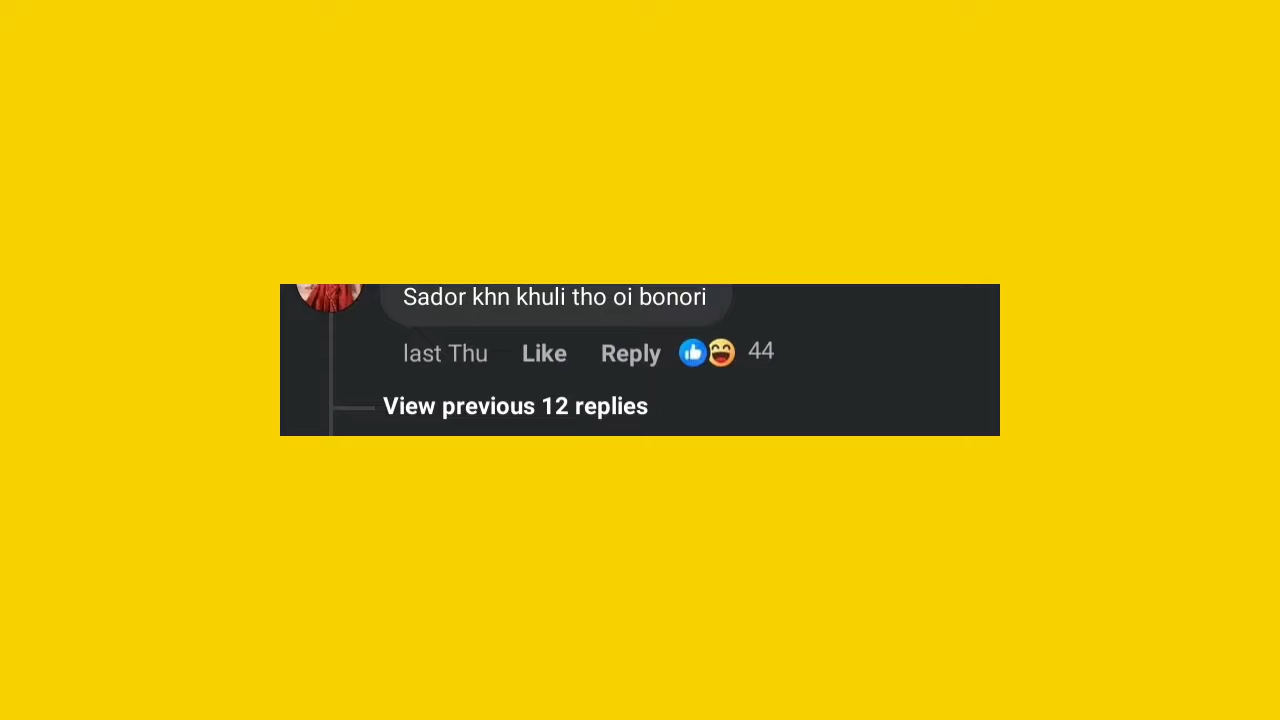 Sador khn khuli tho oi bonori
last Thu Like Reply 44
View previous 12 replies